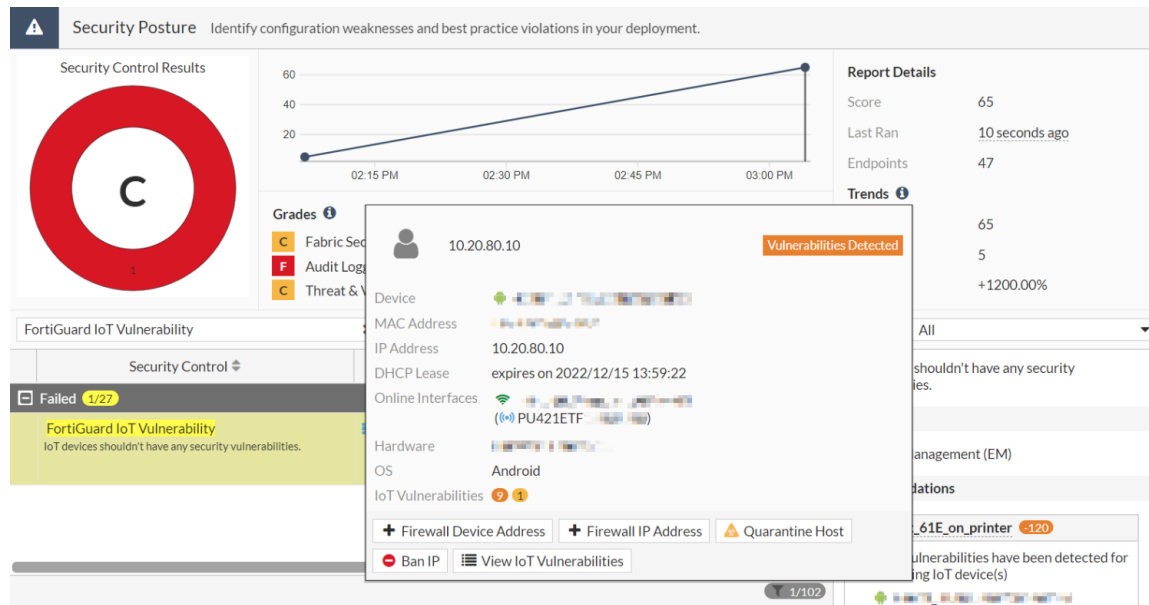 Security Posture Identify configuration weaknesses and best practice violations in your deployment.
Security Control Results
C
1
60
40
20
02:15 PM 02:30 PM 02:45 PM 03:00 PM
Grades
C Fabric Sec
F Audit Logg
C Threat & V
Report Details
Score 65
Last Ran 10 seconds ago
Endpoints 47
Trends
65
5
+1200.00%
FortiGuard IoT Vulnerability
All
Security Control
Failed 1/27
FortiGuard IoT Vulnerability
IoT devices shouldn't have any security vulnerabilities.
10.20.80.10 Vulnerabilities Detected
Device
MAC Address
IP Address 10.20.80.10
DHCP Lease expires on 2022/12/15 13:59:22
Online Interfaces
PU421ETF
Hardware
OS Android
IoT Vulnerabilities 9 1
Firewall Device Address Firewall IP Address Quarantine Host
Ban IP View IoT Vulnerabilities
shouldn't have any security
ies.
anagement (EM)
dations
_61E_on_printer -120
ulnerabilities have been detected for
ing IoT device(s)
1/102